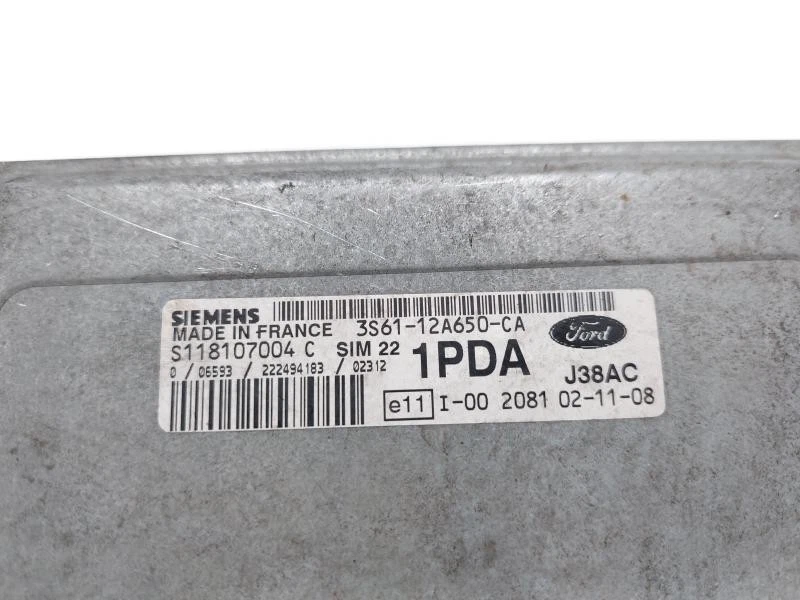 SIEMENS
MADE IN FRANCE 3S61-12A650-CA
Ford
S118107004 C SIM 22 1PDA J38AC
0 / 06593 / 222494183 / 02312
e11 I-00 2081 02-11-08